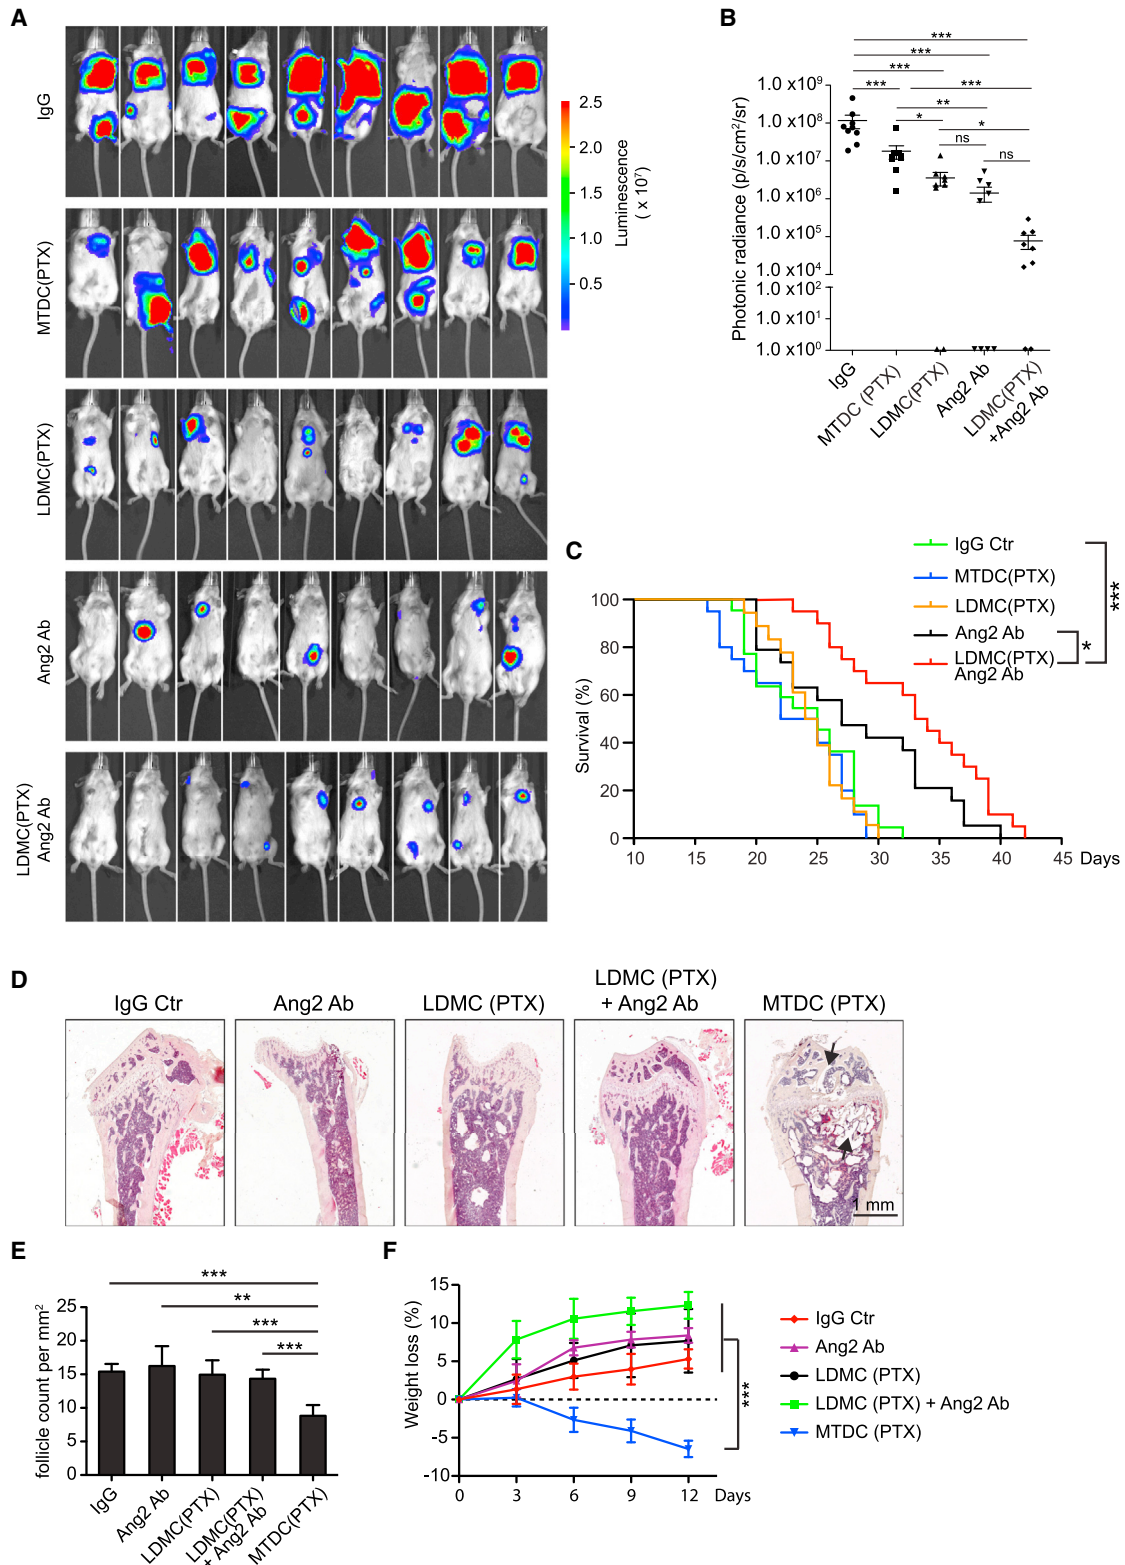 A
IgG
MTDC(PTX)
LDMC(PTX)
Ang2 Ab
LDMC(PTX)
Ang2 Ab
2.5
2.0
1.5
1.0
0.5
Luminescence
( x 10⁷)
B
***
***
***
*** ***
**
* *
ns
ns
Photonic radiance (p/s/cm²/sr)
1.0 x10⁹
1.0 x10⁸
1.0 x10⁷
1.0 x10⁶
1.0 x10⁵
1.0 x10⁴
1.0 x10²
1.0 x10¹
1.0 x10⁰
IgG
MTDC (PTX)
LDMC(PTX)
Ang2 Ab
LDMC(PTX)
+Ang2 Ab
C
IgG Ctr
MTDC(PTX)
LDMC(PTX)
Ang2 Ab
LDMC(PTX)
Ang2 Ab
*
***
Survival (%)
100
80
60
40
20
0
10 15 20 25 30 35 40 45 Days
D
IgG Ctr
Ang2 Ab
LDMC (PTX)
LDMC (PTX)
+ Ang2 Ab
MTDC (PTX)
1 mm
E
***
**
***
***
follicle count per mm²
25
20
15
10
5
0
IgG
Ang2 Ab
LDMC(PTX)
LDMC(PTX)
+ Ang2 Ab
MTDC(PTX)
F
Weight loss (%)
15
10
5
0
-5
-10
0 3 6 9 12 Days
***
IgG Ctr
Ang2 Ab
LDMC (PTX)
LDMC (PTX) + Ang2 Ab
MTDC (PTX)